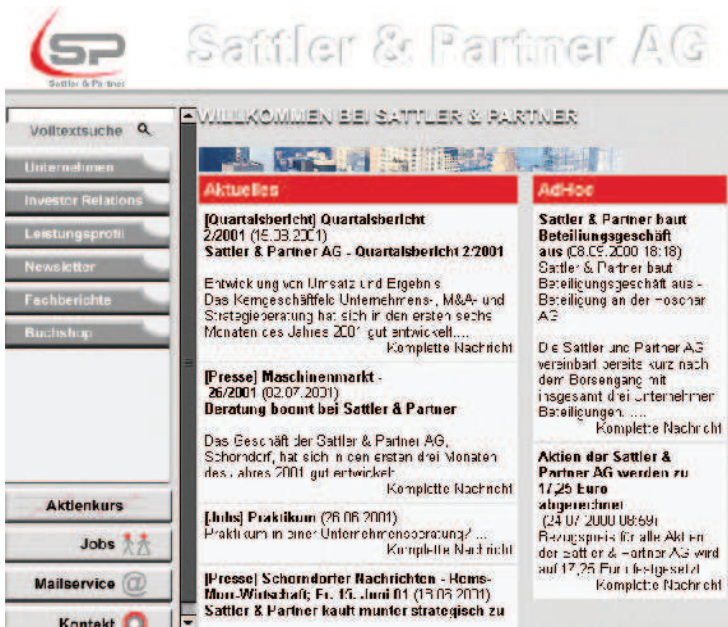 SP
Sattler & Partner
Sattler & Partner AG
Volltextsuche
Unternehmen
Investor Relations
Leistungsprofil
Newsletter
Fachberichte
Buchshop
Aktienkurs
Jobs
Mailservice @
Kontakt
WILLKOMMEN BEI SATTLER & PARTNER
Aktuelles
[Quartalsbericht] Quartalsbericht
2/2001 (15.08.2001)
Sattler & Partner AG - Quartalsbericht 2/2001
Entwicklung von Umsatz und Ergebnis
Das Kerngeschäftfeld Unternehmens-, M&A- und
Strategieberatung hat sich in den ersten sechs
Monaten des Jahres 2001 gut entwickelt....
Komplette Nachricht
[Presse] Maschinenmarkt -
26/2001 (02.07.2001)
Beratung boomt bei Sattler & Partner
Das Geschäft der Sattler & Partner AG,
Schorndorf, hat sich in den ersten drei Monaten
des Jahres 2001 gut entwickelt
Komplette Nachricht
[Jobs] Praktikum (26.06.2001)
Praktikum in einer Unternehmensberatung? ...
Komplette Nachricht
[Presse] Schorndorfer Nachrichten - Rems-
Murr-Wirtschaft; Fr. 15. Juni 01 (18.06.2001)
Sattler & Partner kauft munter strategisch zu
AdHoc
Sattler & Partner baut
Beteiliungsgeschäft
aus (08.09.2000 18:18)
Sattler & Partner baut
Beteiligungsgeschäft aus -
Beteiligung an der Hoschar
AG
Die Sattler und Partner AG
vereinbart bereits kurz nach
dem Börsengang mit
insgesamt drei Unternehmen
Beteiligungen. ....
Komplette Nachricht
Aktien der Sattler &
Partner AG werden zu
17,25 Euro
abgerechnet
(24.07.2000 08:59)
Bezugspreis für alle Aktien
der Sattler & Partner AG wird
auf 17,25 Euro festgesetzt
Komplette Nachricht